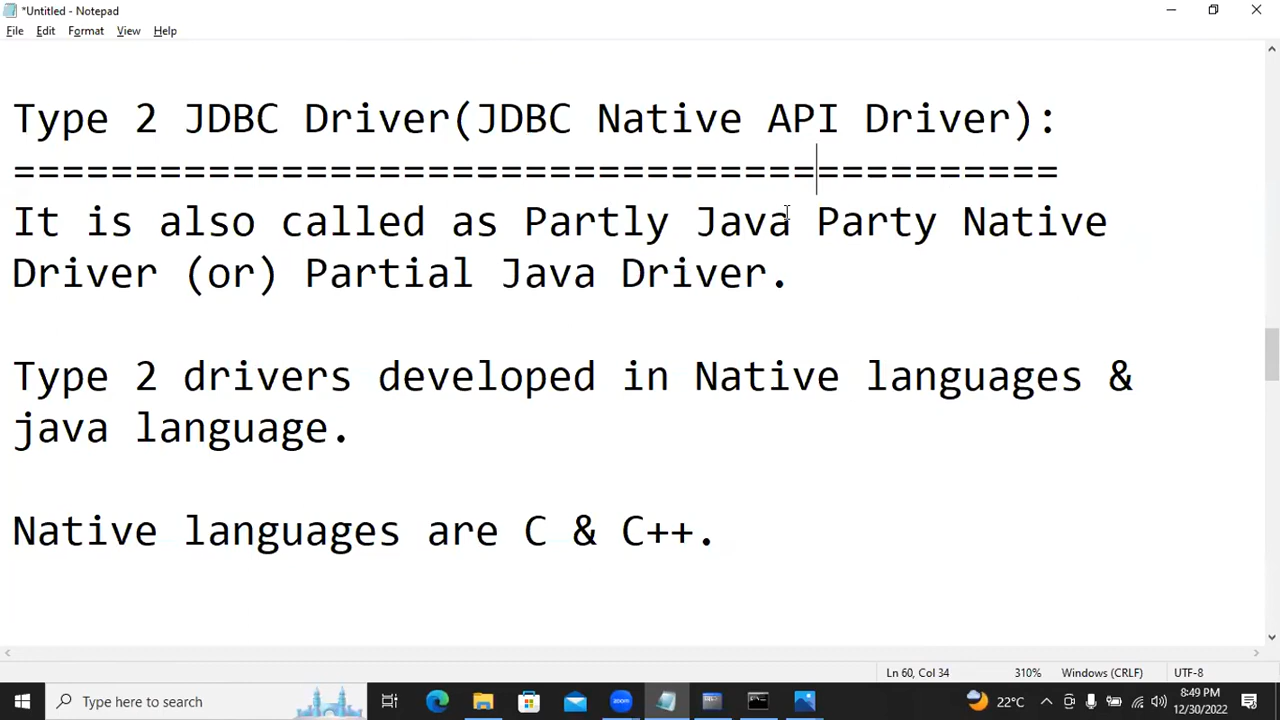 *Untitled - Notepad
File Edit Format View Help
Type 2 JDBC Driver(JDBC Native API Driver):
===========================================
It is also called as Partly Java Party Native
Driver (or) Partial Java Driver.
Type 2 drivers developed in Native languages &
java language.
Native languages are C & C++.
Ln 60, Col 34 310% Windows (CRLF) UTF-8
Type here to search zoom 22°C 8:49 PM
12/30/2022